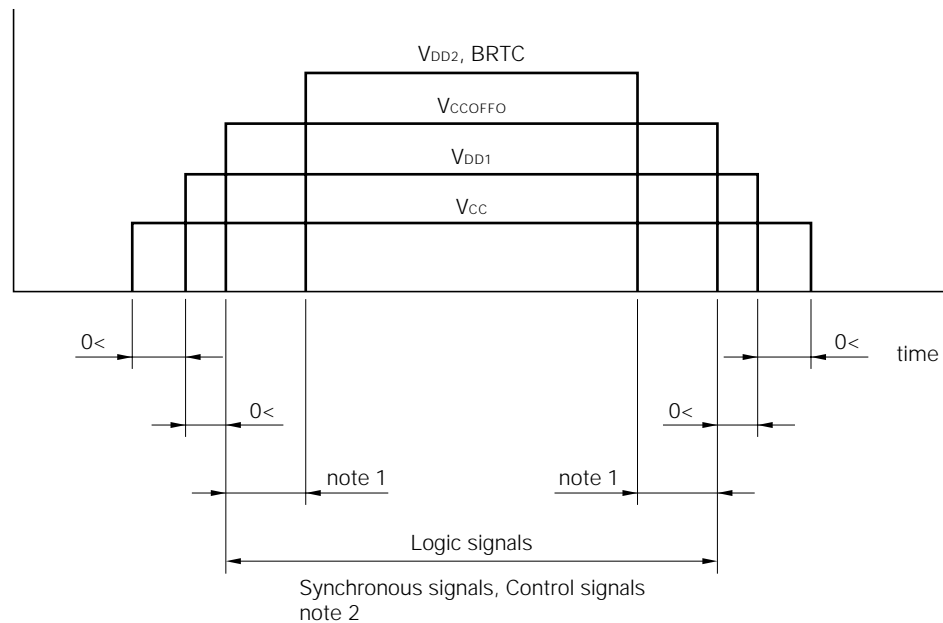 VDD2, BRTC
VCCOFFO
VDD1
VCC
0< 0< time
0< 0<
note 1 note 1
Logic signals
Synchronous signals, Control signals
note 2